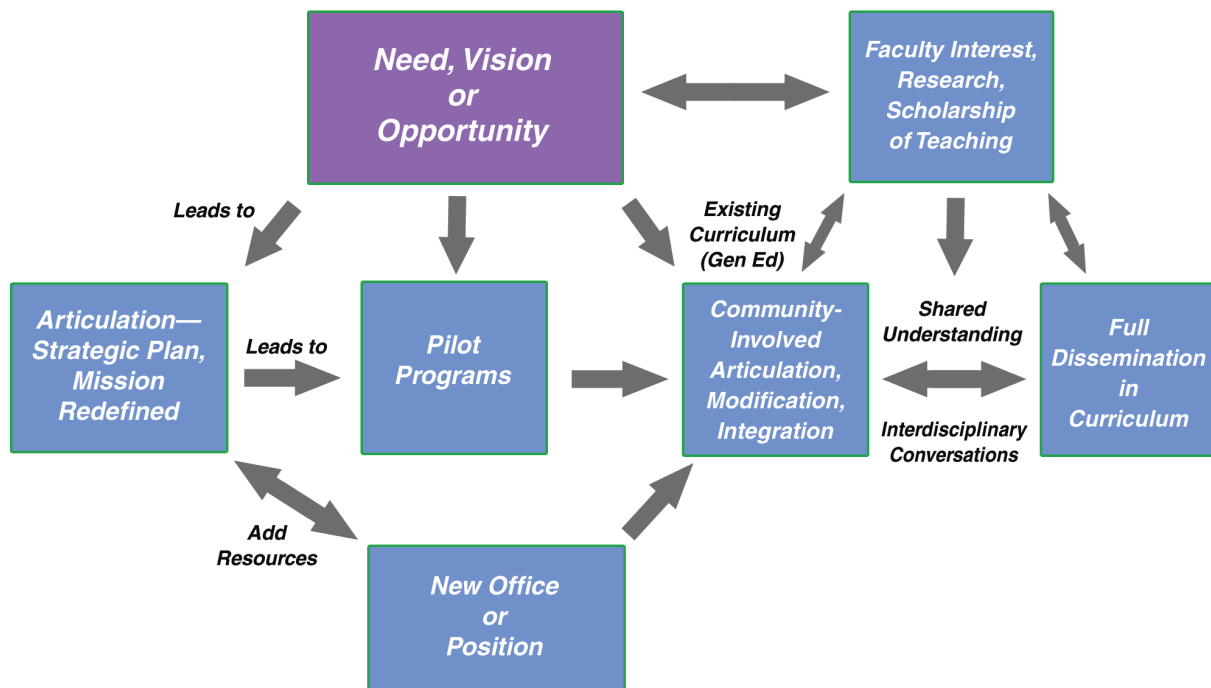 Need, Vision
or
Opportunity
Faculty Interest,
Research,
Scholarship
of Teaching
Leads to
Existing
Curriculum
(Gen Ed)
Articulation—
Strategic Plan,
Mission
Redefined
Leads to
Pilot
Programs
Community-
Involved
Articulation,
Modification,
Integration
Shared
Understanding
Interdisciplinary
Conversations
Full
Dissemination
in
Curriculum
Add
Resources
New Office
or
Position